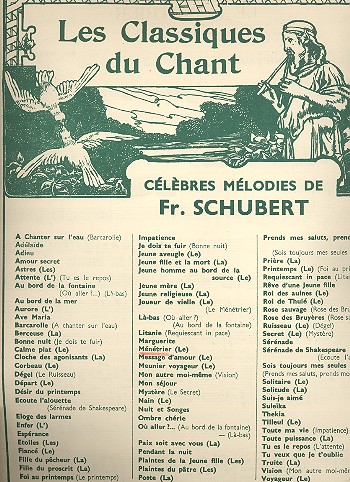 Les Classiques
du Chant
CÉLÈBRES MÉLODIES DE
Fr. SCHUBERT
A Chanter sur l'eau (Barcarolle)
Adélaïde
Adieu
Amour secret
Astres (Les)
Attente (L') (Tu es le repos)
Au bord de la fontaine
(Où aller ?...) (Là-bas)
Au bord de la mer
Aurore (L')
Ave Maria
Barcarolle (A chanter sur l'eau)
Berceuse (La)
Bonne nuit (Je dois te fuir)
Calme plat (Le)
Cloche des agonisants (La)
Corbeau (Le)
Dégel (Le Ruisseau)
Départ (Le)
Désir du printemps
Ecoute l'alouette
(Sérénade de Shakespeare)
Eloge des larmes
Enfer (L')
Espérance
Etoiles (Les)
Fiancé (Le)
Fille du pêcheur (La)
Fille du proscrit (La)
Foi au printemps (Le printemps)
Impatience
Je dois te fuir (Bonne nuit)
Jeune aveugle (Le)
Jeune fille et la mort (La)
Jeune homme au bord de la
source (Le)
Jeune mère (La)
Jeune religieuse (La)
Joueur de vielle (Le)
(Le Ménétrier)
Là-bas (Où aller ?)
(Au bord de la fontaine)
Litanie (Requiescant in pace)
Marguerite
Ménétrier (Le)
Message d'amour (Le)
Meunier voyageur (Le)
Mon autre moi-même (Vision)
Mon séjour
Mystère (Le Secret)
Nain (Le)
Nuit et Songes
Ombre chérie
Où aller ?... (Au bord de la fontaine)
(Là-bas)
Paix soit avec vous (La)
Pendant la nuit
Plaintes de la Jeune fille (Les)
Plaintes du pâtre (Les)
Poste (La)
Prends mes saluts, prends
(Sois toujours mes seules
Prière (La)
Printemps (Le) (Foi au prin
Requiescant in pace (Litani
Rêve d'une Jeune fille
Roi des aulnes (Le)
Roi de Thulé (Le)
Rose sauvage (Rose des Br
Rose des Bruyères (Rose sau
Ruisseau (Le) (Dégel)
Secret (Le) (Mystère)
Sérénade
Sérénade de Shakespeare
(Ecoute l'a
Sois toujours mes seules
(Prends mes saluts, prends mes
Solitaire (Le)
Solitude (La)
Suis-je aimé
Suleika
Thekla
Tilleul (Le)
Toute ma vie (Impatience)
Toute puissance (La)
Tu es le repos (L'attente)
Tu veux que je t'oublie
Truite (La)
Vision (Mon autre moi-même)
Voyageur (Le)